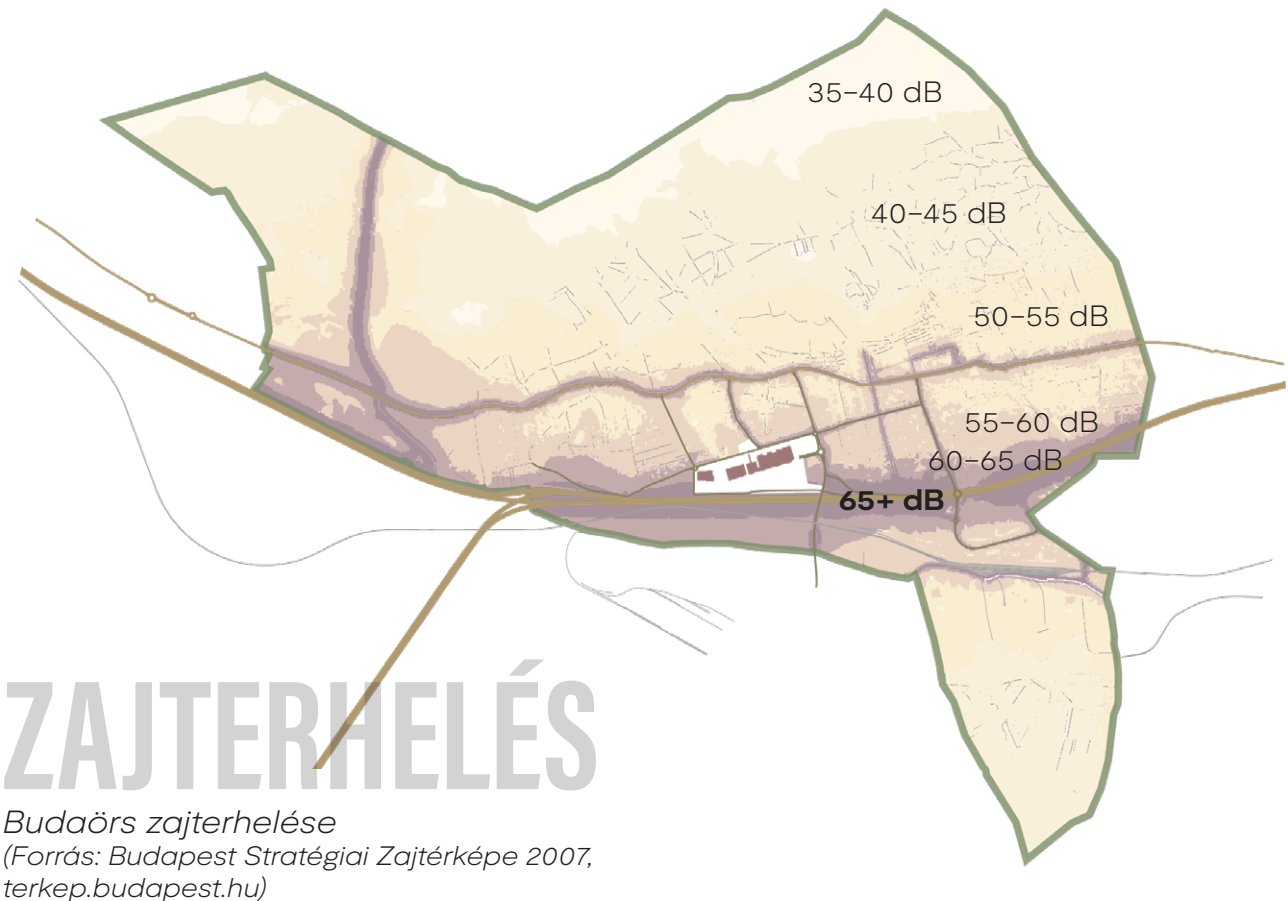 35–40 dB
40–45 dB
50–55 dB
55–60 dB
60–65 dB
65+ dB
ZAJTERHELÉS
Budaörs zajterhelése
(Forrás: Budapest Stratégiai Zajtérképe 2007,
terkep.budapest.hu)